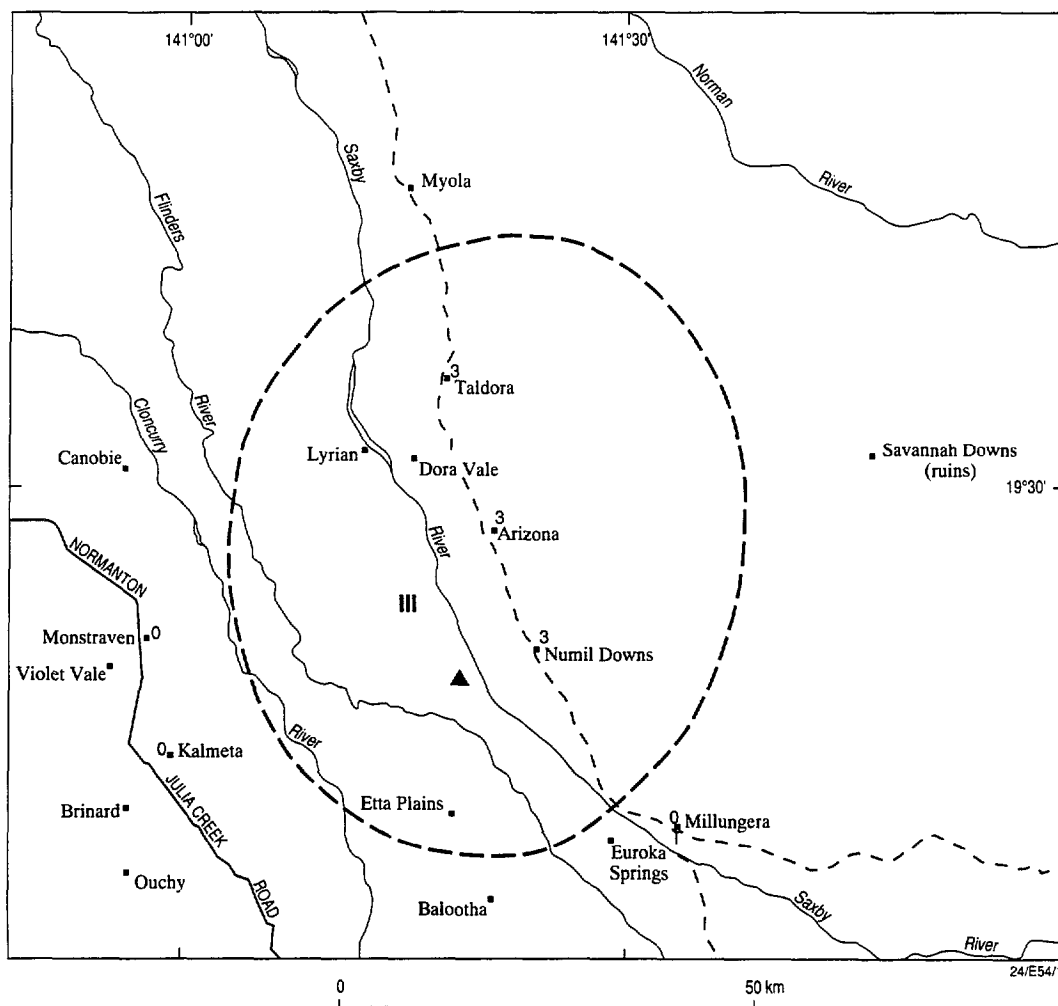 141°00'
141°30'
Norman
River
Saxby
Myola
Flinders
3
Taldora
Cloncurry
River
Canobie
Lyrian
Dora Vale
Savannah Downs
(ruins)
19°30'
3
Arizona
River
NORMANTON
III
Monstraven
0
3
Numil Downs
Violet Vale
0
Kalmeta
River
JULIA CREEK
Brinard
Etta Plains
0
Millungera
Euroka
Springs
Ouchy
ROAD
Balootha
Saxby
River
24/E54/
0
50 km